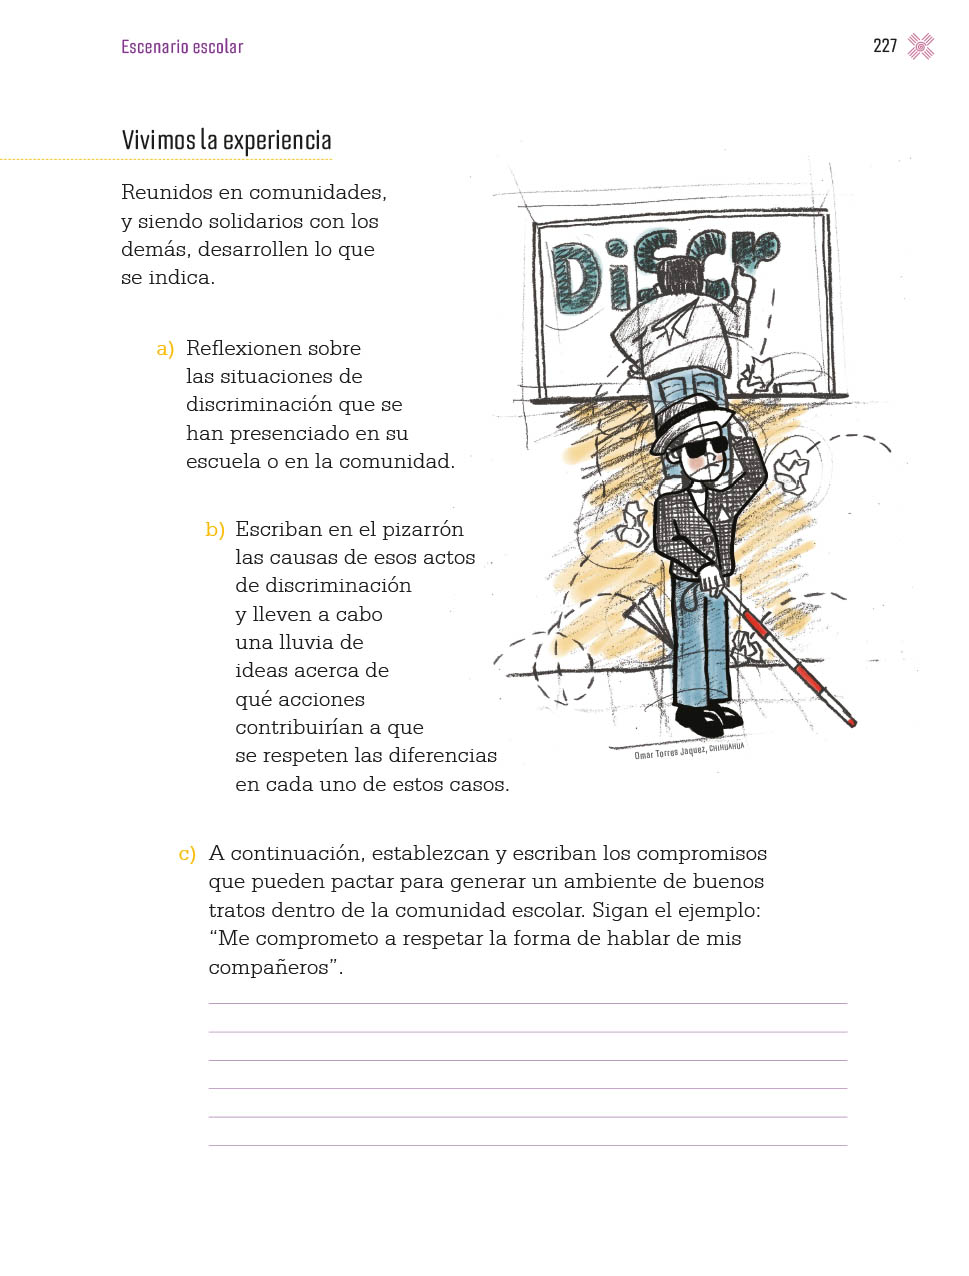 Escenario escolar
227
Vivimos la experiencia
Reunidos en comunidades,
y siendo solidarios con los
demás, desarrollen lo que
se indica.
a) Reflexionen sobre
las situaciones de
discriminación que se
han presenciado en su
escuela o en la comunidad.
b) Escriban en el pizarrón
las causas de esos actos
de discriminación
y lleven a cabo
una lluvia de
ideas acerca de
qué acciones
contribuirían a que
se respeten las diferencias
en cada uno de estos casos.
DiSCr
Omar Torres Jaquez, CHIHUAHUA
c) A continuación, establezcan y escriban los compromisos
que pueden pactar para generar un ambiente de buenos
tratos dentro de la comunidad escolar. Sigan el ejemplo:
“Me comprometo a respetar la forma de hablar de mis
compañeros”.